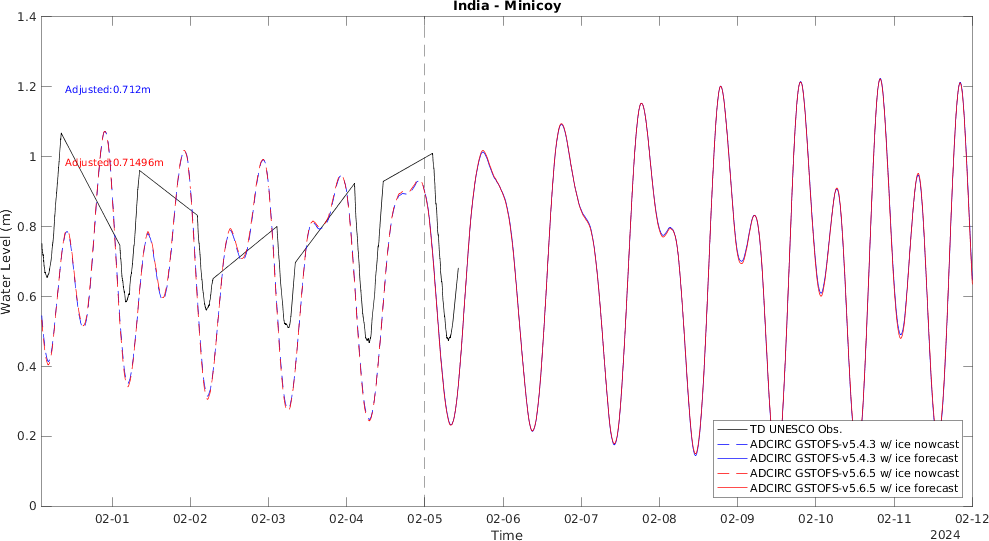 India - Minicoy
1.4
1.2
1
0.8
0.6
0.4
0.2
0
Water Level (m)
Adjusted:0.712m
Adjusted:0.71496m
TD UNESCO Obs.
ADCIRC GSTOFS-v5.4.3 w/ ice nowcast
ADCIRC GSTOFS-v5.4.3 w/ ice forecast
ADCIRC GSTOFS-v5.6.5 w/ ice nowcast
ADCIRC GSTOFS-v5.6.5 w/ ice forecast
02-01 02-02 02-03 02-04 02-05 02-06 02-07 02-08 02-09 02-10 02-11 02-12
Time 2024